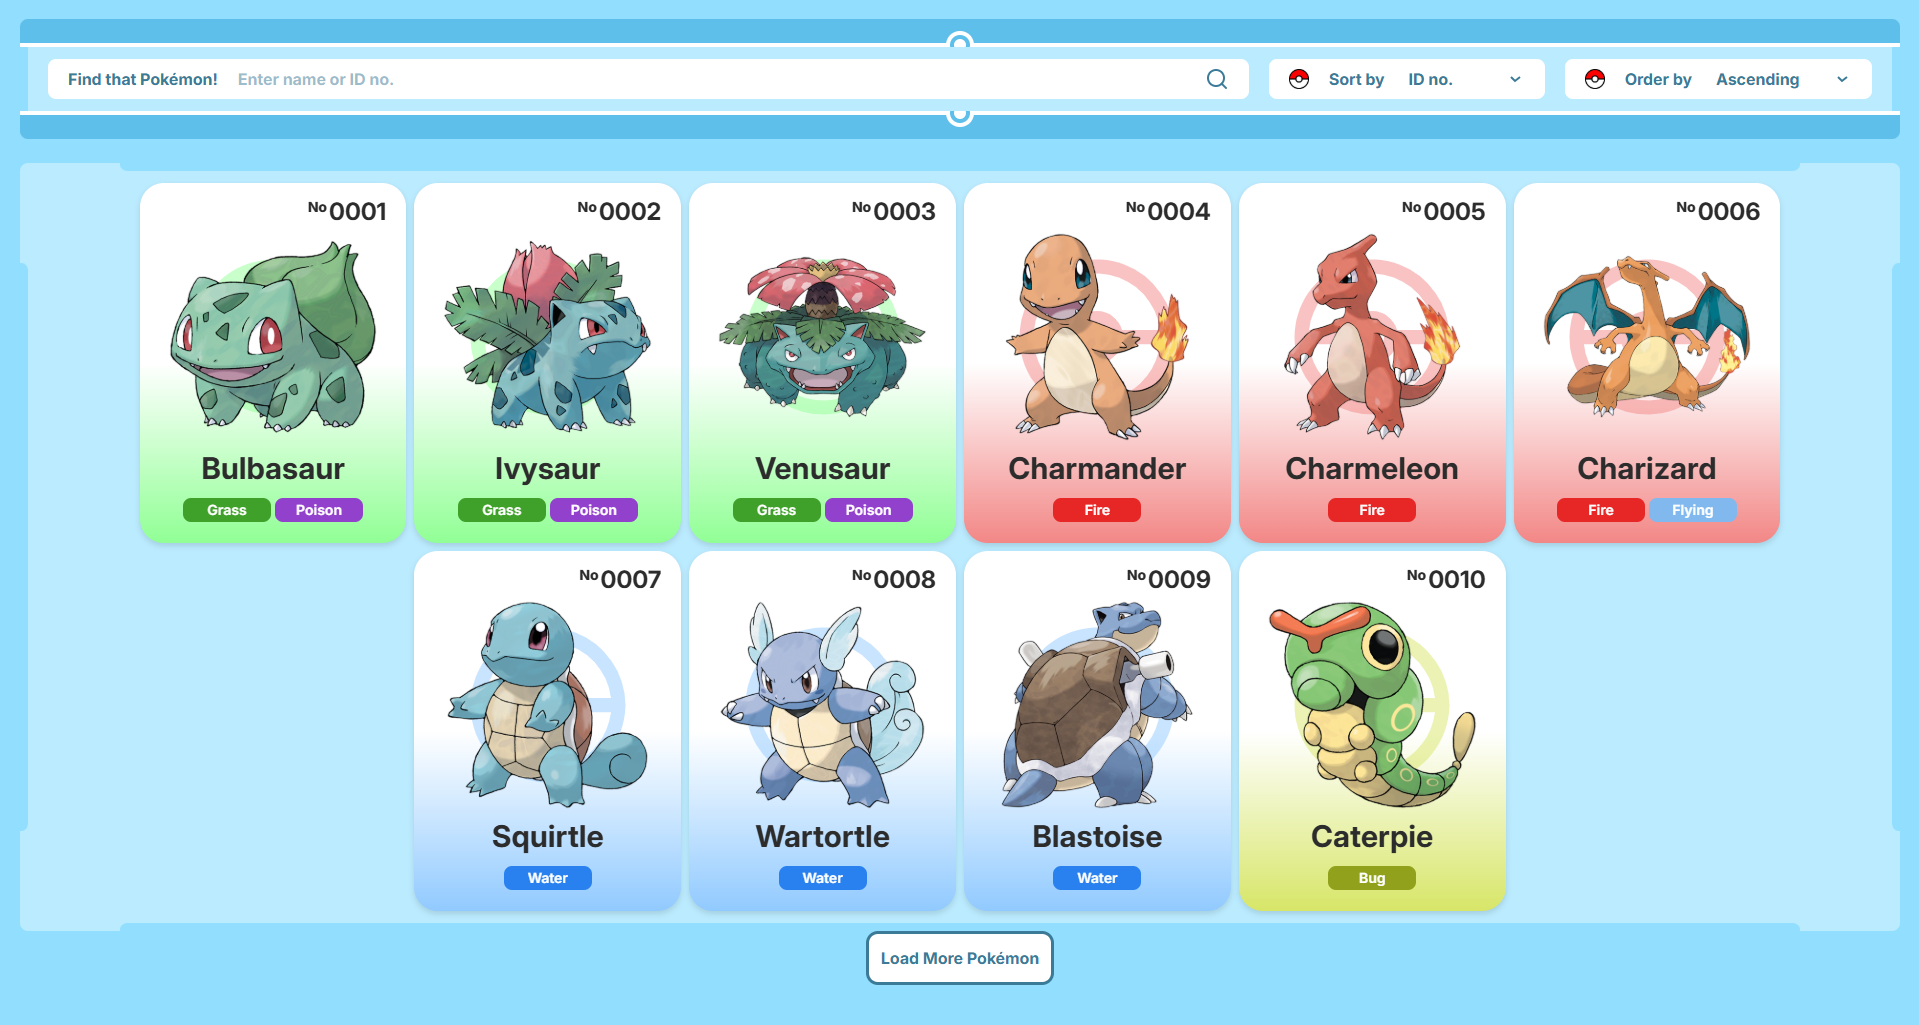 Find that Pokémon! Enter name or ID no.
Sort by ID no.
Order by Ascending
No 0001
Bulbasaur
Grass Poison
No 0002
Ivysaur
Grass Poison
No 0003
Venusaur
Grass Poison
No 0004
Charmander
Fire
No 0005
Charmeleon
Fire
No 0006
Charizard
Fire Flying
No 0007
Squirtle
Water
No 0008
Wartortle
Water
No 0009
Blastoise
Water
No 0010
Caterpie
Bug
Load More Pokémon